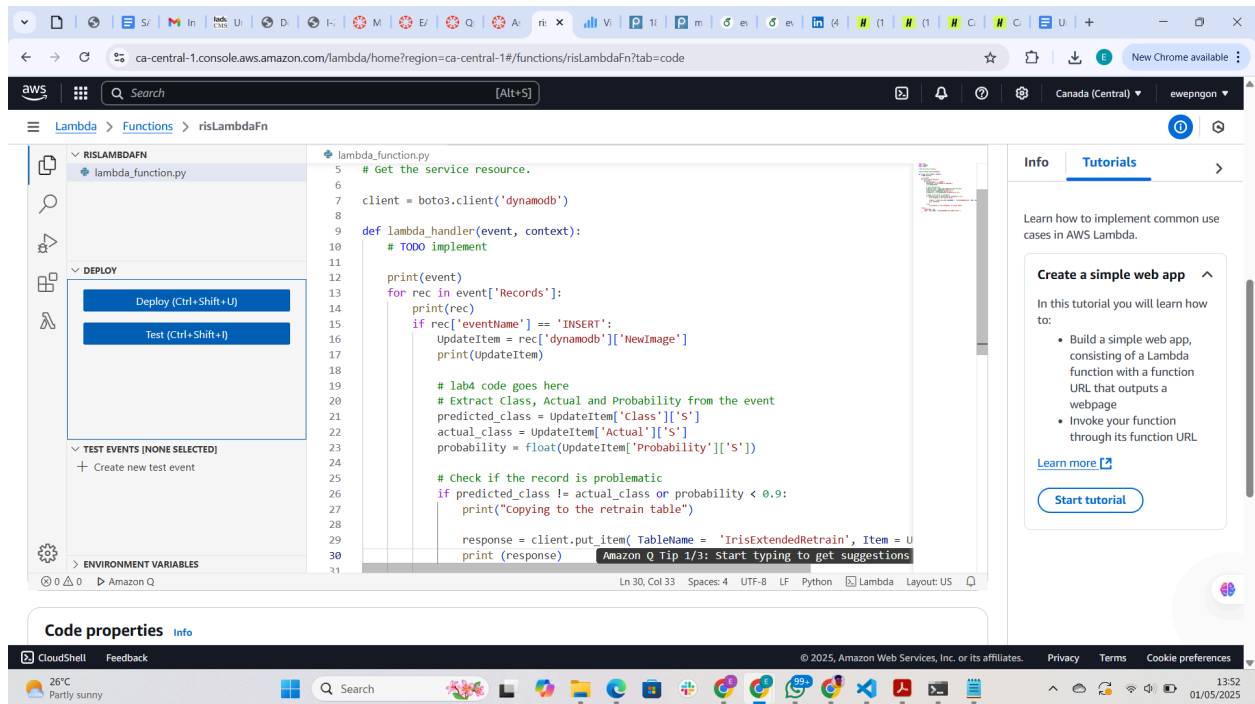 S/
M In
U
D
I-
M
E/
Q
A
ris
Vi
18
m
ev
ev
(4
(1
(1
C
C
U
ca-central-1.console.aws.amazon.com/lambda/home?region=ca-central-1#/functions/risLambdaFn?tab=code
E
New Chrome available
aws
Search
[Alt+S]
Canada (Central)
ewepngon
Lambda > Functions > risLambdaFn
RISLAMBDAFN
lambda_function.py
DEPLOY
Deploy (Ctrl+Shift+U)
Test (Ctrl+Shift+I)
TEST EVENTS [NONE SELECTED]
+ Create new test event
ENVIRONMENT VARIABLES
lambda_function.py
5 # Get the service resource.
6
7 client = boto3.client('dynamodb')
8
9 def lambda_handler(event, context):
10 # TODO implement
11
12 print(event)
13 for rec in event['Records']:
14 print(rec)
15 if rec['eventName'] == 'INSERT':
16 UpdateItem = rec['dynamodb']['NewImage']
17 print(UpdateItem)
18
19 # lab4 code goes here
20 # Extract Class, Actual and Probability from the event
21 predicted_class = UpdateItem['Class']['S']
22 actual_class = UpdateItem['Actual']['S']
23 probability = float(UpdateItem['Probability']['S'])
24
25 # Check if the record is problematic
26 if predicted_class != actual_class or probability < 0.9:
27 print("Copying to the retrain table")
28
29 response = client.put_item( TableName = 'IrisExtendedRetrain', Item = U
30 print (response) Amazon Q Tip 1/3: Start typing to get suggestions
31
0 0 Amazon Q
Ln 30, Col 33 Spaces: 4 UTF-8 LF Python Lambda Layout: US
Info
Tutorials
Learn how to implement common use
cases in AWS Lambda.
Create a simple web app
In this tutorial you will learn how
to:
• Build a simple web app,
consisting of a Lambda
function with a function
URL that outputs a
webpage
• Invoke your function
through its function URL
Learn more
Start tutorial
Code properties Info
CloudShell Feedback
© 2025, Amazon Web Services, Inc. or its affiliates. Privacy Terms Cookie preferences
26°C
Partly sunny
Search
99+
13:52
01/05/2025